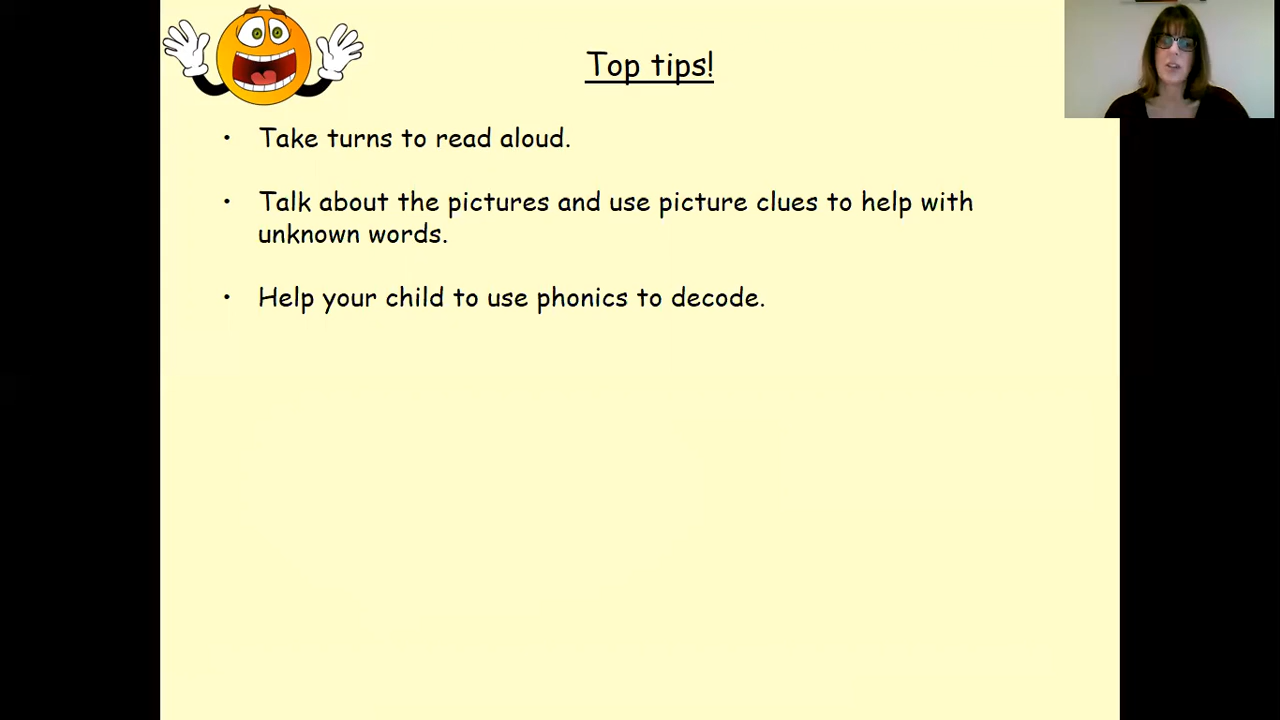 Top tips!
• Take turns to read aloud.
• Talk about the pictures and use picture clues to help with
unknown words.
• Help your child to use phonics to decode.